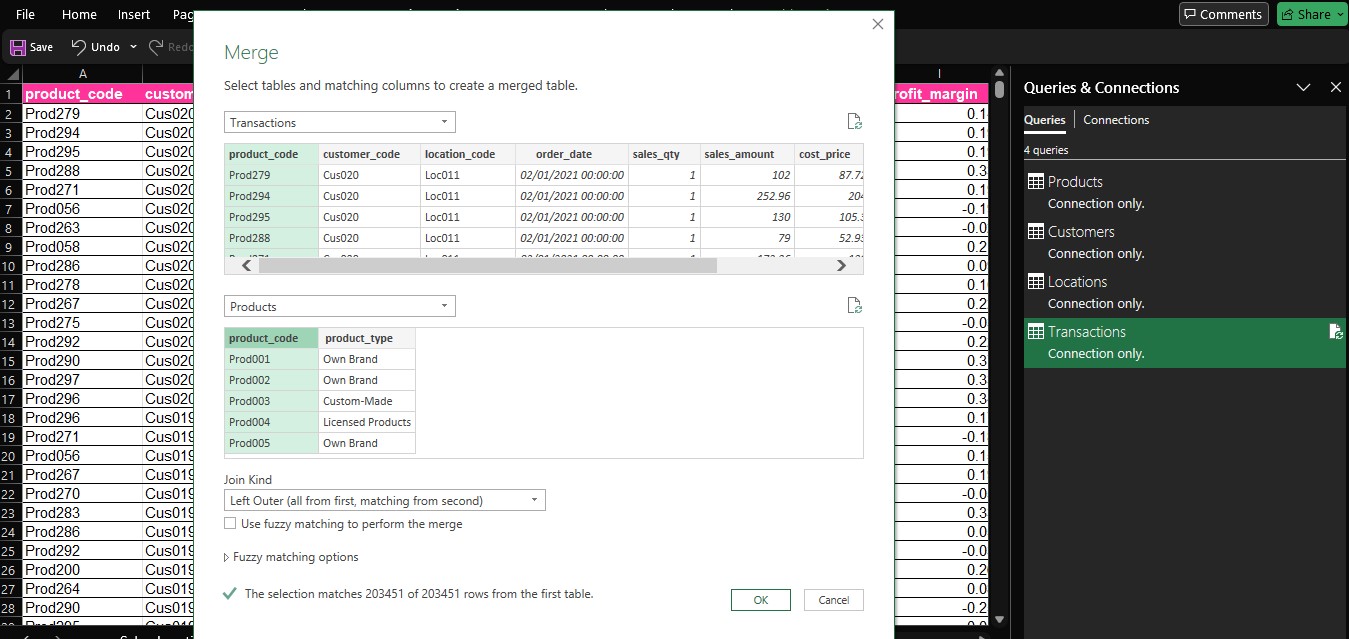 File Home Insert Pag Comments Share
Save Undo Redo
A I
1 product_code custom rofit_margin
2 Prod279 Cus020 0.1
3 Prod294 Cus020 0.1
4 Prod295 Cus020 0.1
5 Prod288 Cus020 0.3
6 Prod271 Cus020 0.1
7 Prod056 Cus020 -0.1
8 Prod263 Cus020 -0.0
9 Prod058 Cus020 0.2
10 Prod286 Cus020 0.0
11 Prod278 Cus020 0.1
12 Prod267 Cus020 0.2
13 Prod275 Cus020 -0.0
14 Prod292 Cus020 0.2
15 Prod290 Cus020 0.3
16 Prod297 Cus020 0.3
17 Prod296 Cus020 0.3
18 Prod296 Cus019 0.1
19 Prod271 Cus019 -0.1
20 Prod056 Cus019 0.1
21 Prod267 Cus019 0.1
22 Prod270 Cus019 -0.0
23 Prod283 Cus019 0.3
24 Prod286 Cus019 0.0
25 Prod292 Cus019 -0.0
26 Prod200 Cus019 0.2
27 Prod264 Cus019 0.0
28 Prod290 Cus019 -0.2
Merge
Select tables and matching columns to create a merged table.
Transactions
product_code customer_code location_code order_date sales_qty sales_amount cost_price
Prod279 Cus020 Loc011 02/01/2021 00:00:00 1 102 87.72
Prod294 Cus020 Loc011 02/01/2021 00:00:00 1 252.96 204
Prod295 Cus020 Loc011 02/01/2021 00:00:00 1 130 105.3
Prod288 Cus020 Loc011 02/01/2021 00:00:00 1 79 52.93
Products
product_code product_type
Prod001 Own Brand
Prod002 Own Brand
Prod003 Custom-Made
Prod004 Licensed Products
Prod005 Own Brand
Join Kind
Left Outer (all from first, matching from second)
Use fuzzy matching to perform the merge
Fuzzy matching options
The selection matches 203451 of 203451 rows from the first table.
OK Cancel
Queries & Connections
Queries Connections
4 queries
Products
Connection only.
Customers
Connection only.
Locations
Connection only.
Transactions
Connection only.